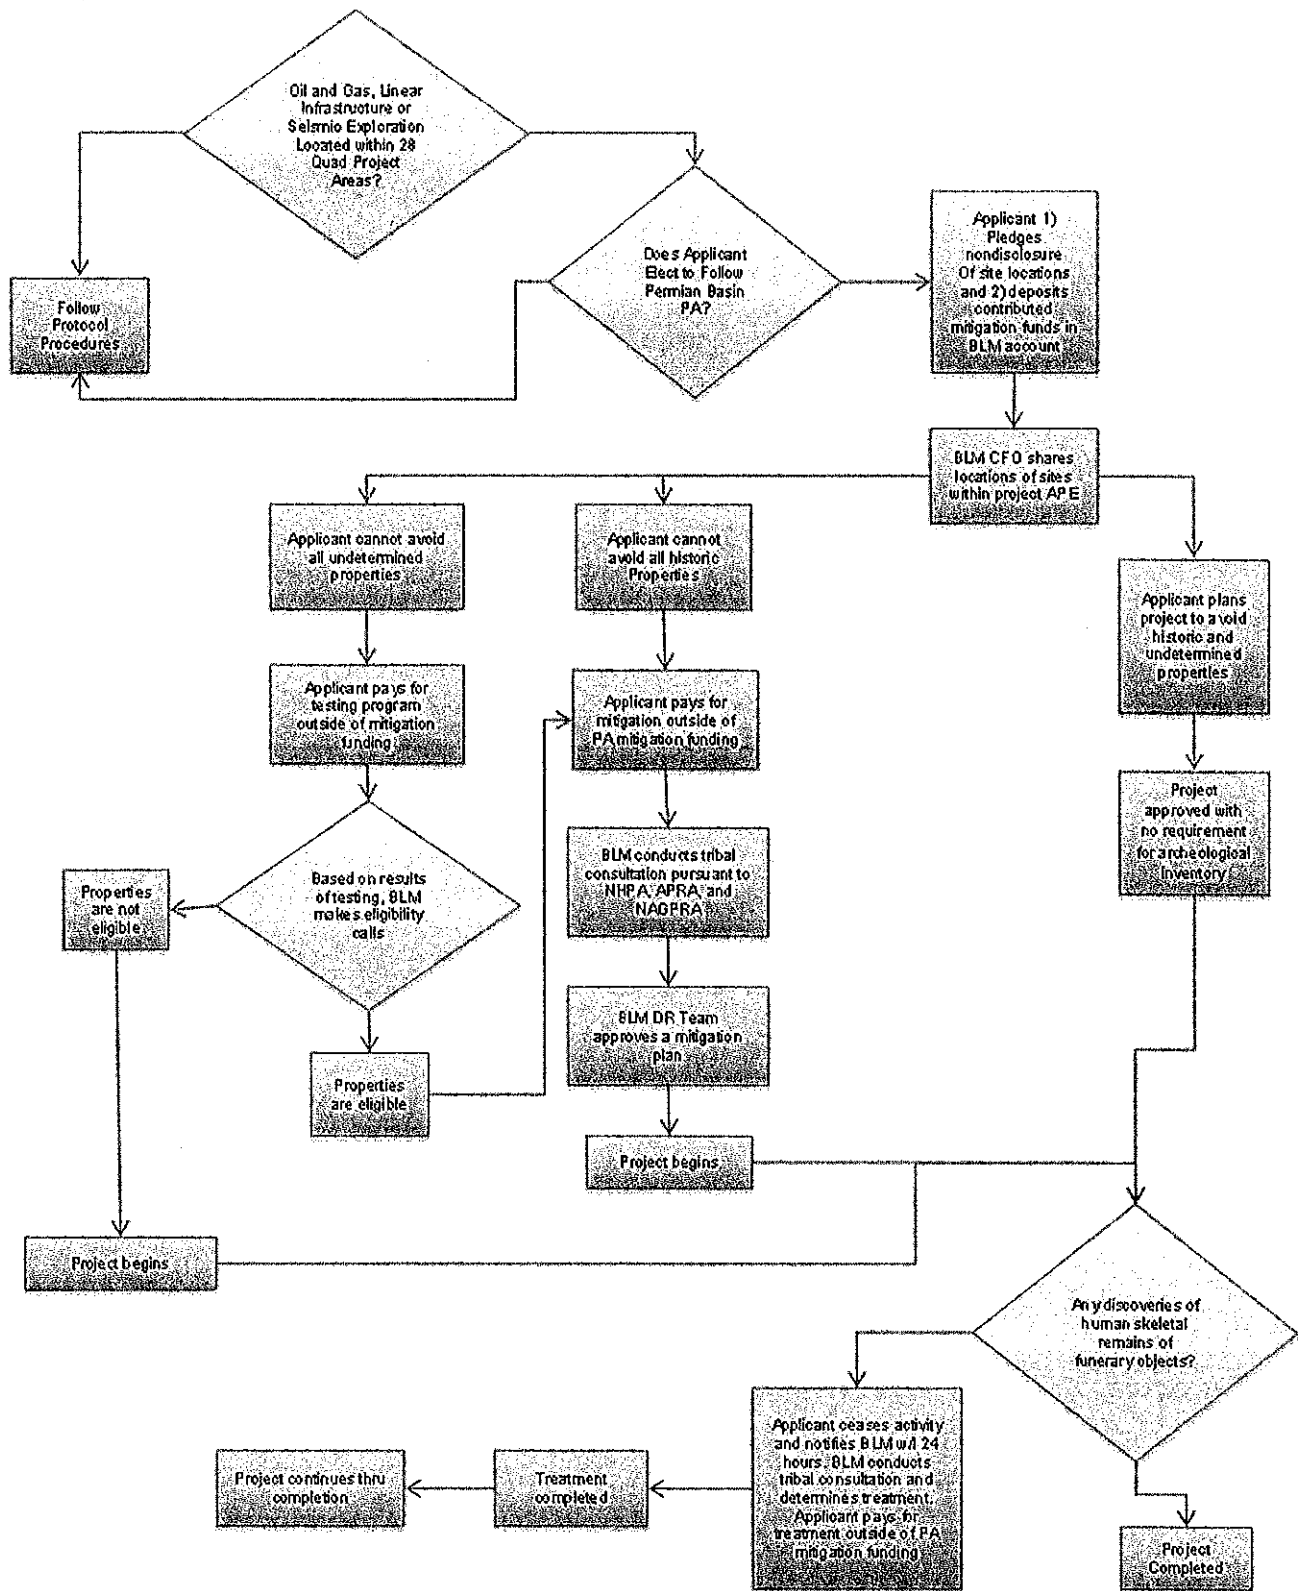 Oil and Gas, Linear
Infrastructure or
Seismic Exploration
Located within 28
Quad Project
Areas?
Follow
Protocol
Procedures
Does Applicant
Elect to Follow
Permian Basin
PA?
Applicant 1)
Pledges
nondisclosure
Of site locations
and 2) deposits
contributed
mitigation funds in
BLM account
BLM CFO shares
locations of sites
within project APE
Applicant cannot avoid
all undetermined
properties
Applicant cannot
avoid all historic
Properties
Applicant plans
project to avoid
historic and
undetermined
properties
Applicant pays for
testing program
outside of mitigation
funding
Applicant pays for
mitigation outside of
PA mitigation funding
Project
approved with
no requirement
for archeological
Inventory
Based on results
of testing, BLM
makes eligibility
calls
Properties
are not
eligible
BLM conducts tribal
consultation pursuant to
NHPA, APRA, and
NAGPRA
Properties
are eligible
BLM DR Team
approves a mitigation
plan
Project begins
Project begins
Any discoveries of
human skeletal
remains of
funerary objects?
Applicant ceases activity
and notifies BLM w/I 24
hours. BLM conducts
tribal consultation and
determines treatment.
Applicant pays for
treatment outside of PA
mitigation funding
Treatment
completed
Project continues thru
completion
Project
Completed